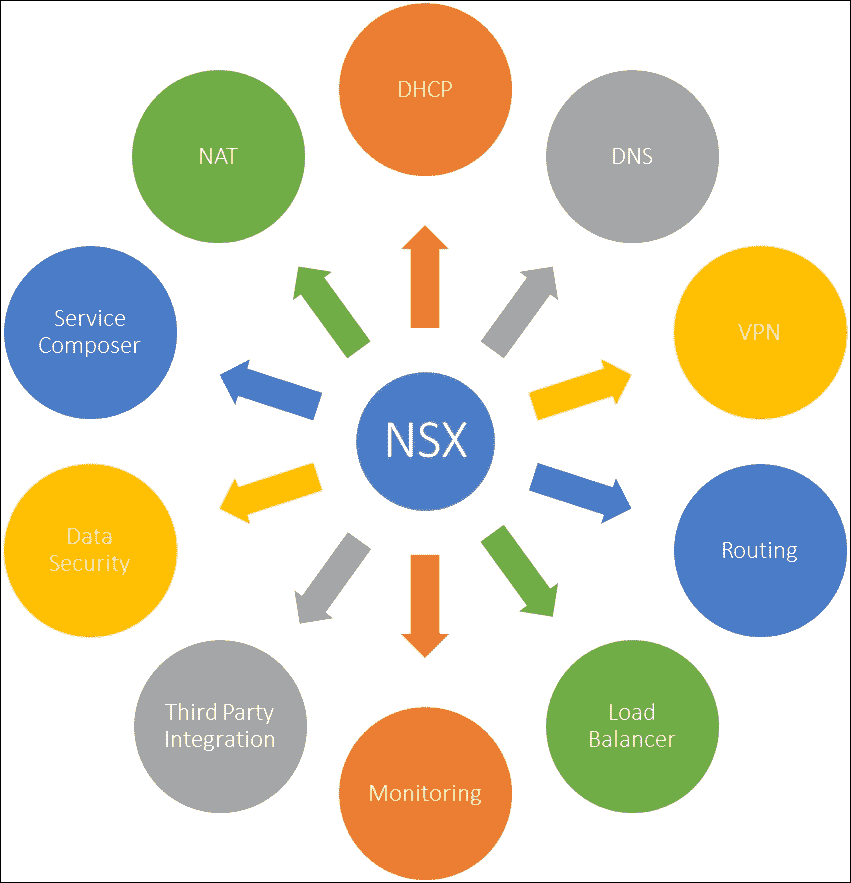 DHCP
DNS
VPN
Routing
Load
Balancer
Monitoring
Third Party
Integration
Data
Security
Service
Composer
NAT
NSX